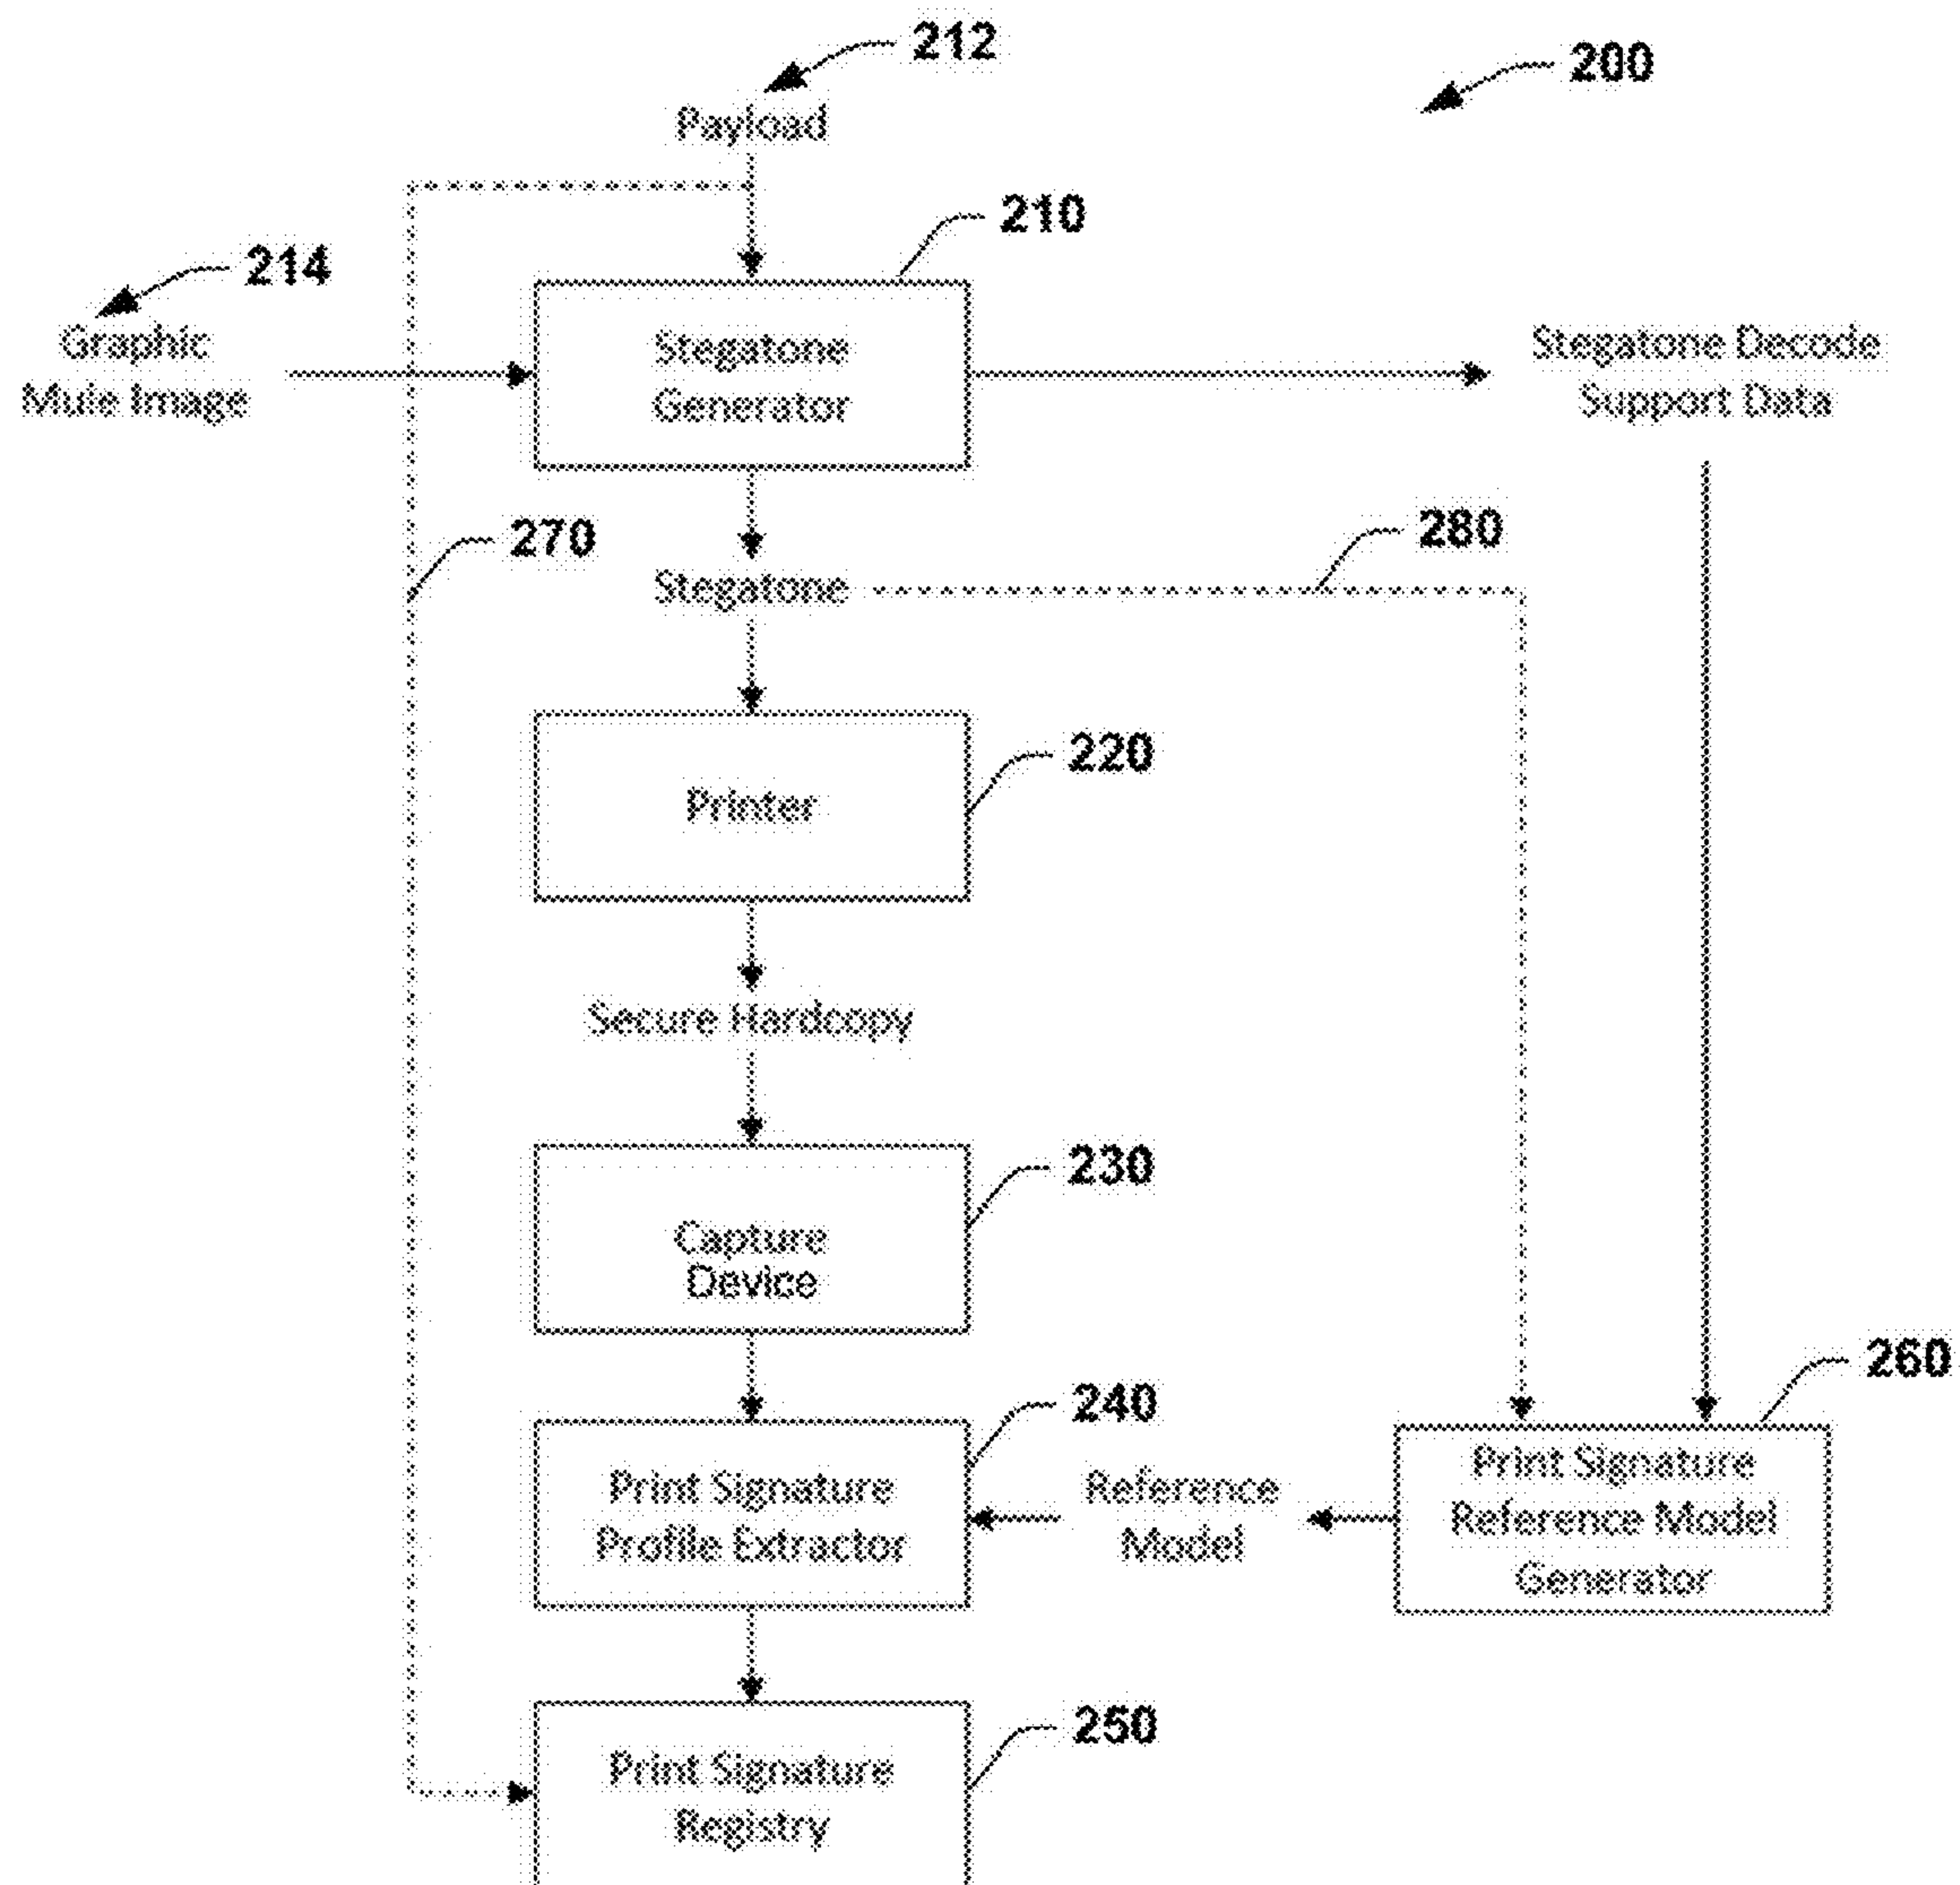 212
200
Payload
210
214
Graphic
Mule Image
Stegatone
Generator
Stegatone Decode
Support Data
270
280
Stegatone
220
Printer
Secure Hardcopy
230
Capture
Device
260
240
Print Signature
Profile Extractor
Reference
Model
Print Signature
Reference Model
Generator
250
Print Signature
Registry